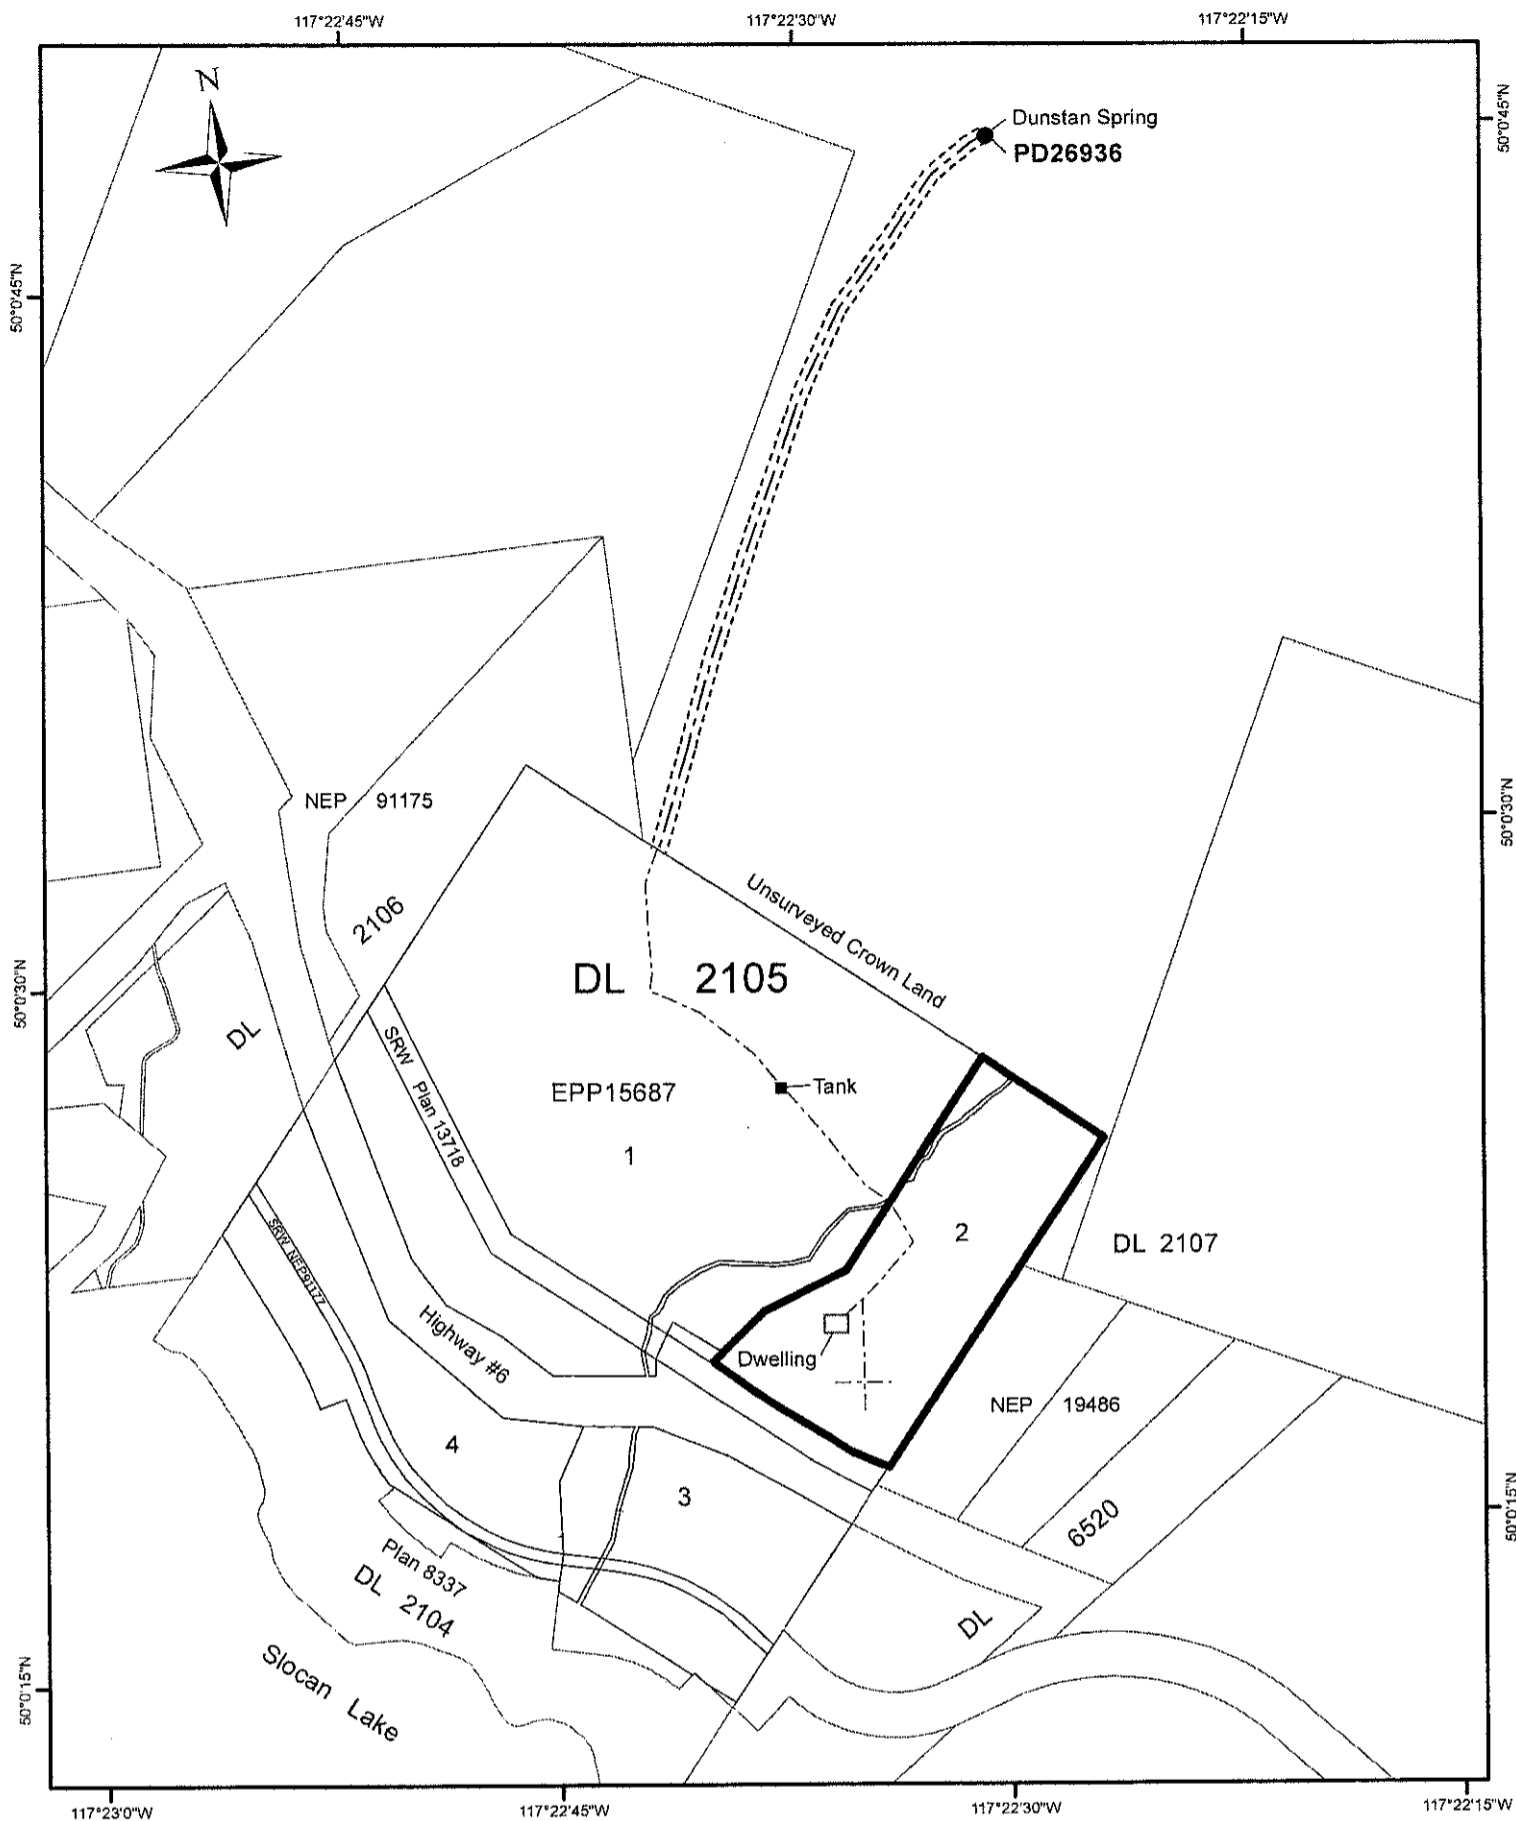 117°22'45"W
117°22'30"W
117°22'15"W
N
Dunstan Spring
PD26936
50°0'45"N
50°0'45"N
NEP 91175
50°0'30"N
Unsurveyed Crown Land
2106
DL 2105
50°0'30"N
DL
SRW Plan 13718
EPP15687
Tank
1
2
DL 2107
SRW NEP91177
Highway #6
Dwelling
NEP 19486
4
3
50°0'15"N
6520
Plan 8337
DL 2104
DL
Slocan Lake
50°0'15"N
117°23'0"W
117°22'45"W
117°22'30"W
117°22'15"W